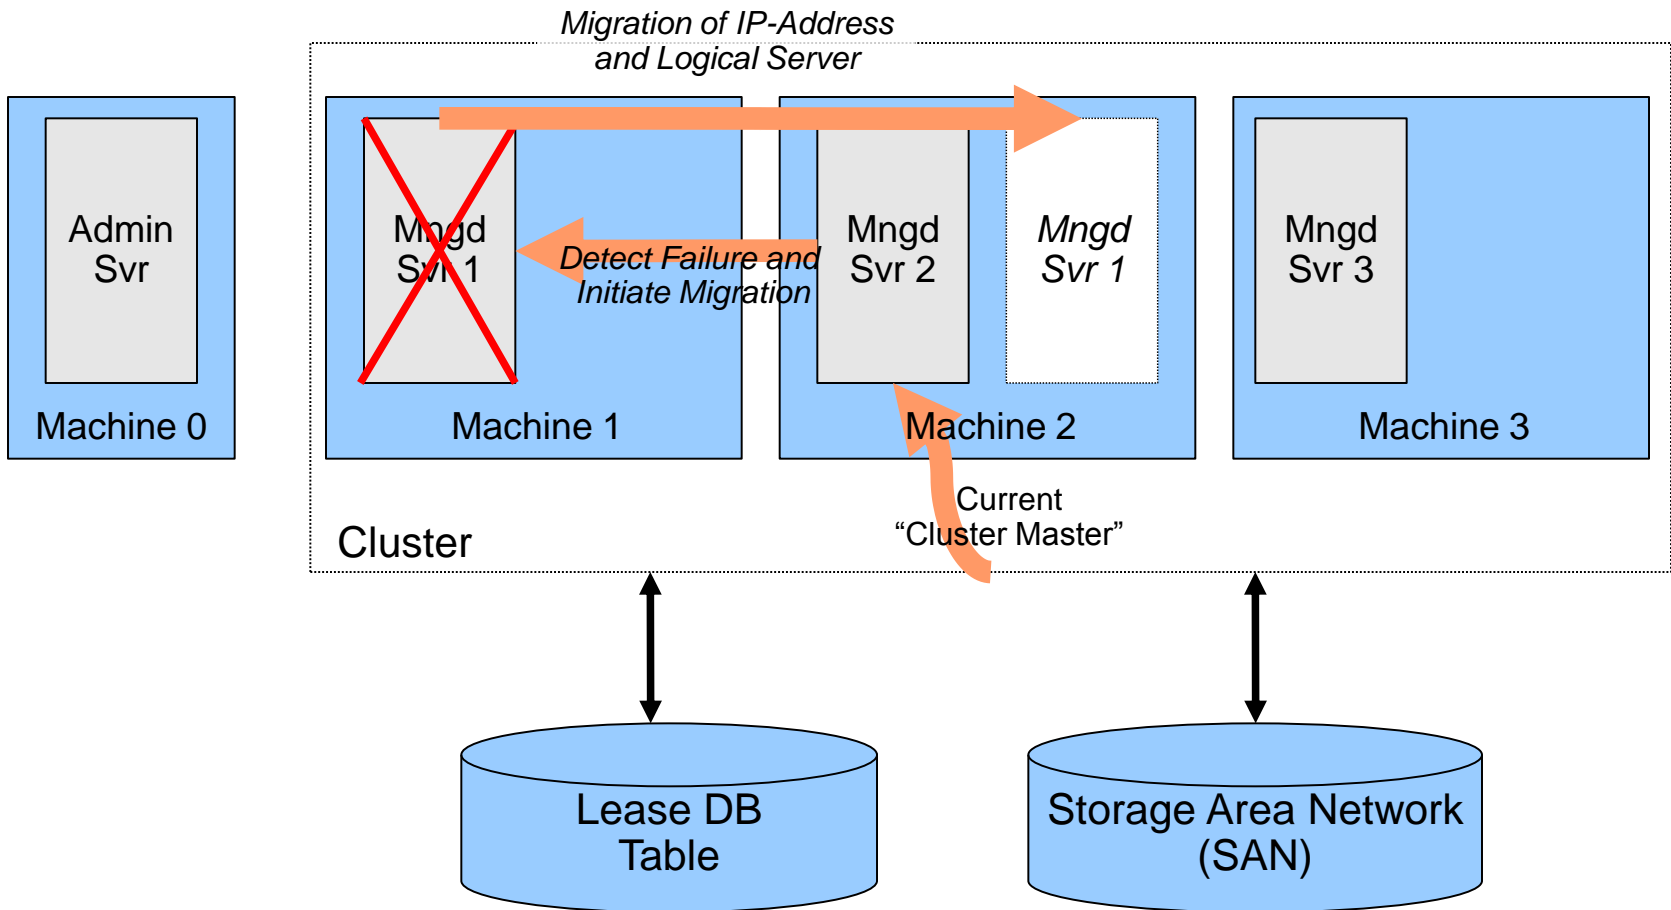 Migration of IP-Address
and Logical Server
Admin
Svr
Machine 0
Mngd
Svr 1
Machine 1
Detect Failure and
Initiate Migration
Mngd
Svr 2
Mngd
Svr 1
Machine 2
Mngd
Svr 3
Machine 3
Current
“Cluster Master”
Cluster
Lease DB
Table
Storage Area Network
(SAN)